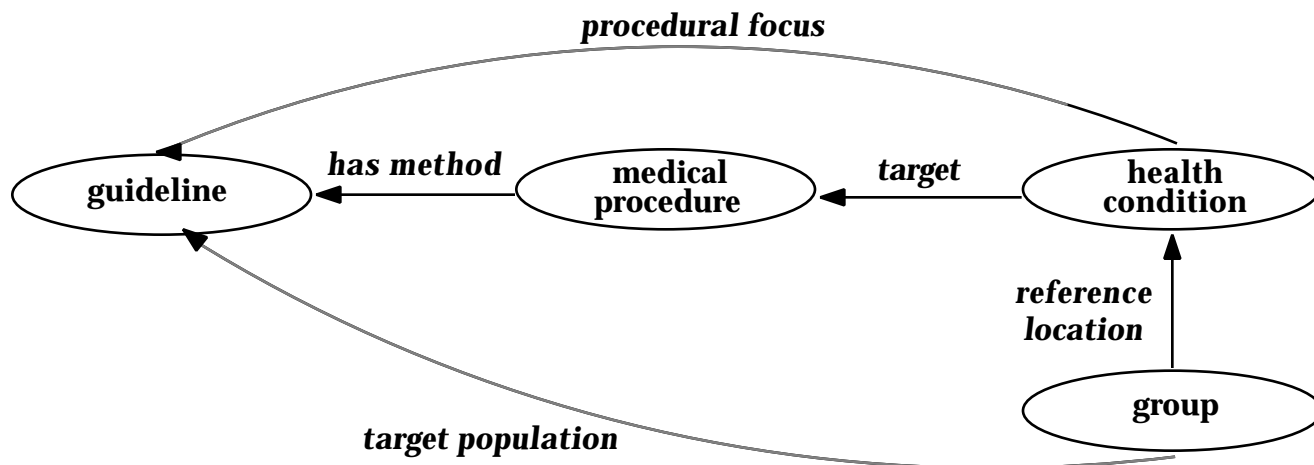 procedural focus
guideline
has method
medical
procedure
target
health
condition
reference
location
group
target population